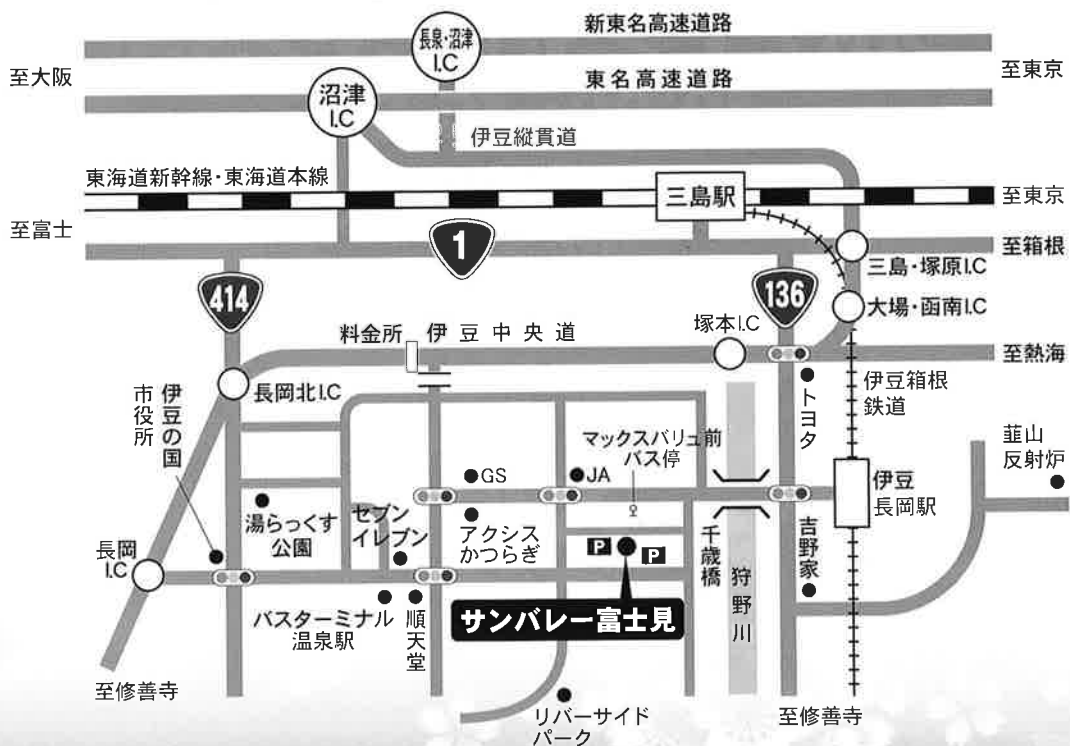 新東名高速道路
長泉・沼津
I.C
至大阪
至東京
東名高速道路
沼津
I.C
伊豆縦貫道
東海道新幹線・東海道本線
三島駅
至東京
至富士
1
至箱根
三島・塚原I.C
414
136
大場・函南I.C
塚本I.C
料金所
伊豆中央道
至熱海
長岡北I.C
伊豆の国
市役所
トヨタ
伊豆箱根
鉄道
韮山
反射炉
マックスバリュ前
バス停
GS
JA
伊豆
長岡駅
湯らっくす
公園
セブン
イレブン
アクシス
かつらぎ
P
P
千歳橋
吉野家
長岡
I.C
狩野川
サンバレー富士見
バスターミナル
温泉駅
順天堂
至修善寺
リバーサイド
パーク
至修善寺